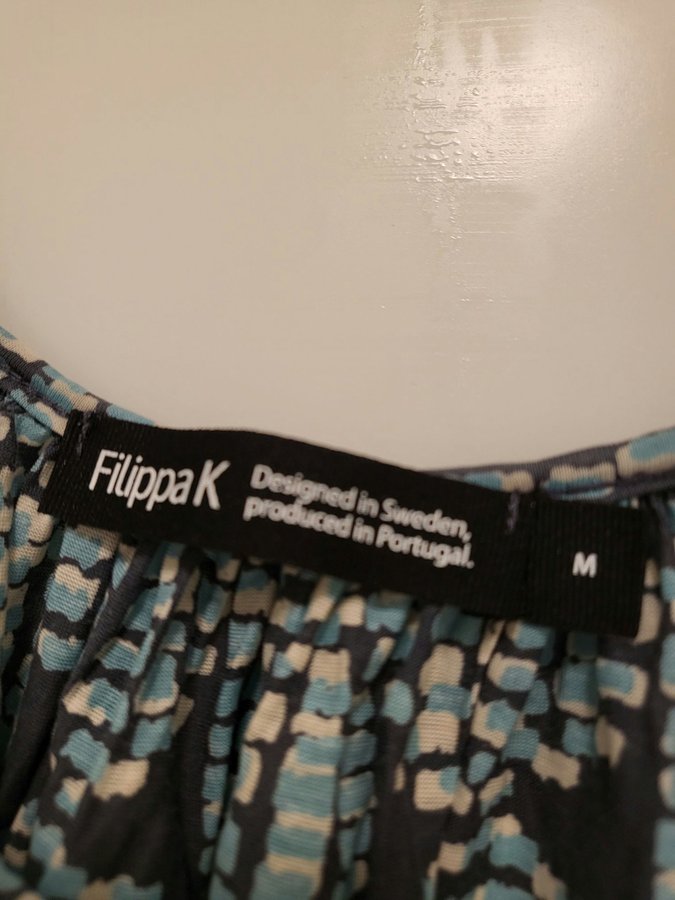 Filippa K
Designed in Sweden,
produced in Portugal.
M